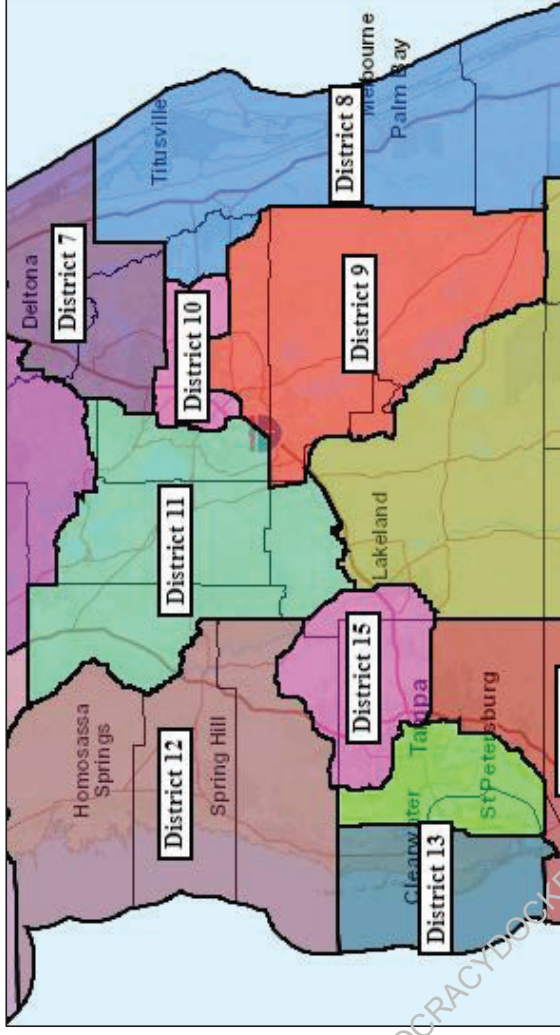 Deltona
District 7
Titusville
District 10
District 11
Homosassa
Springs
District 12
Spring Hill
District 8
Melbourne
Palm Bay
District 9
Lakeland
District 15
Tampa
Clearwater
District 13
St Petersburg
OCRACYDOCKE